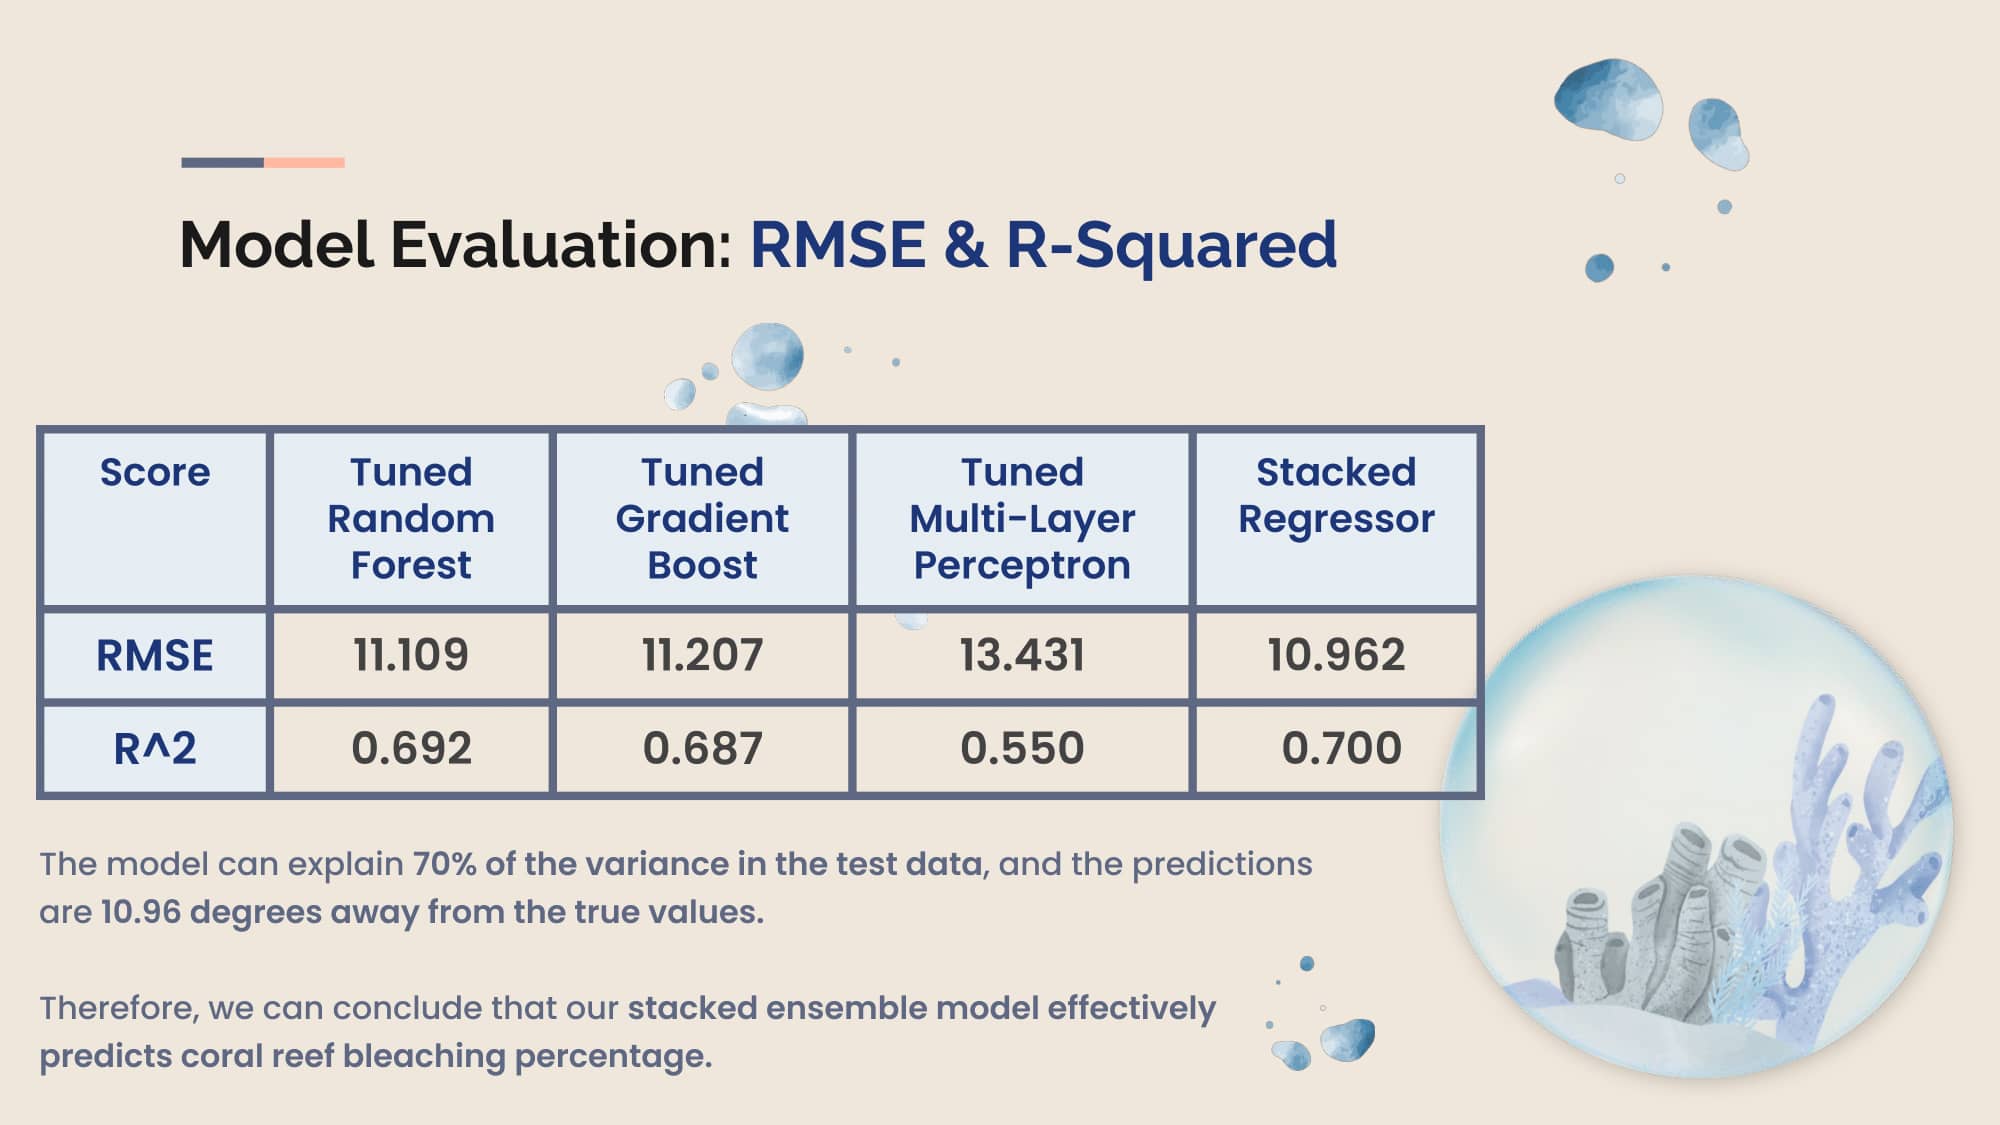 Model Evaluation: RMSE & R-Squared
Score
Tuned
Random
Forest
Tuned
Gradient
Boost
Tuned
Multi-Layer
Perceptron
Stacked
Regressor
RMSE 11.109 11.207 13.431 10.962
R^2 0.692 0.687 0.550 0.700
The model can explain 70% of the variance in the test data, and the predictions
are 10.96 degrees away from the true values.
Therefore, we can conclude that our stacked ensemble model effectively
predicts coral reef bleaching percentage.